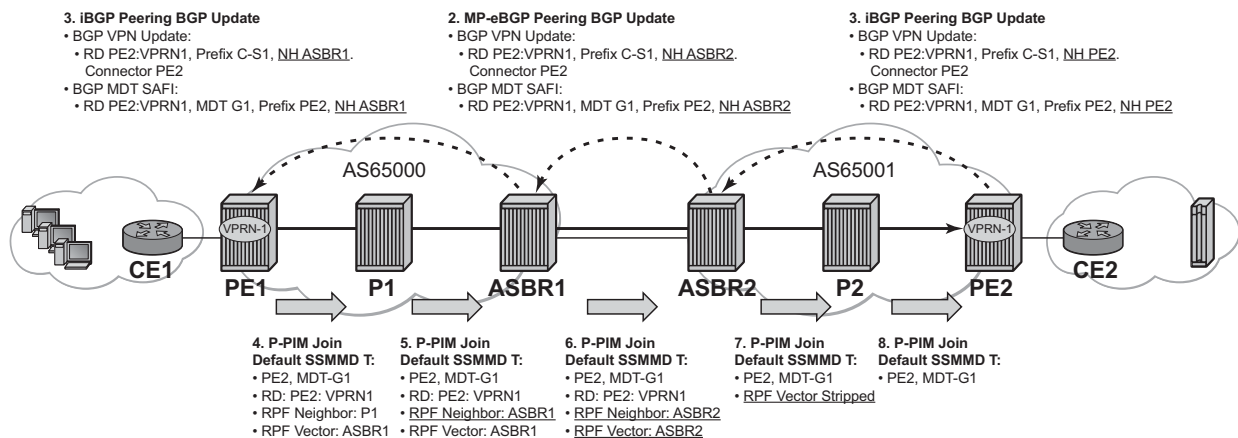 3. iBGP Peering BGP Update
• BGP VPN Update:
• RD PE2:VPRN1, Prefix C-S1, NH ASBR1.
Connector PE2
• BGP MDT SAFI:
• RD PE2:VPRN1, MDT G1, Prefix PE2, NH ASBR1
2. MP-eBGP Peering BGP Update
• BGP VPN Update:
• RD PE2:VPRN1, Prefix C-S1, NH ASBR2.
Connector PE2
• BGP MDT SAFI:
• RD PE2:VPRN1, MDT G1, Prefix PE2, NH ASBR2
3. iBGP Peering BGP Update
• BGP VPN Update:
• RD PE2:VPRN1, Prefix C-S1, NH PE2.
Connector PE2
• BGP MDT SAFI:
• RD PE2:VPRN1, MDT G1, Prefix PE2, NH PE2
AS65000
AS65001
VPRN-1
VPRN-1
CE1
PE1
P1
ASBR1
ASBR2
P2
PE2
CE2
4. P-PIM Join
Default SSMMD T:
• PE2, MDT-G1
• RD: PE2: VPRN1
• RPF Neighbor: P1
• RPF Vector: ASBR1
5. P-PIM Join
Default SSMMD T:
• PE2, MDT-G1
• RD: PE2: VPRN1
• RPF Neighbor: ASBR1
• RPF Vector: ASBR1
6. P-PIM Join
Default SSMMD T:
• PE2, MDT-G1
• RD: PE2: VPRN1
• RPF Neighbor: ASBR2
• RPF Vector: ASBR2
7. P-PIM Join
Default SSMMD T:
• PE2, MDT-G1
• RPF Vector Stripped
8. P-PIM Join
Default SSMMD T:
• PE2, MDT-G1